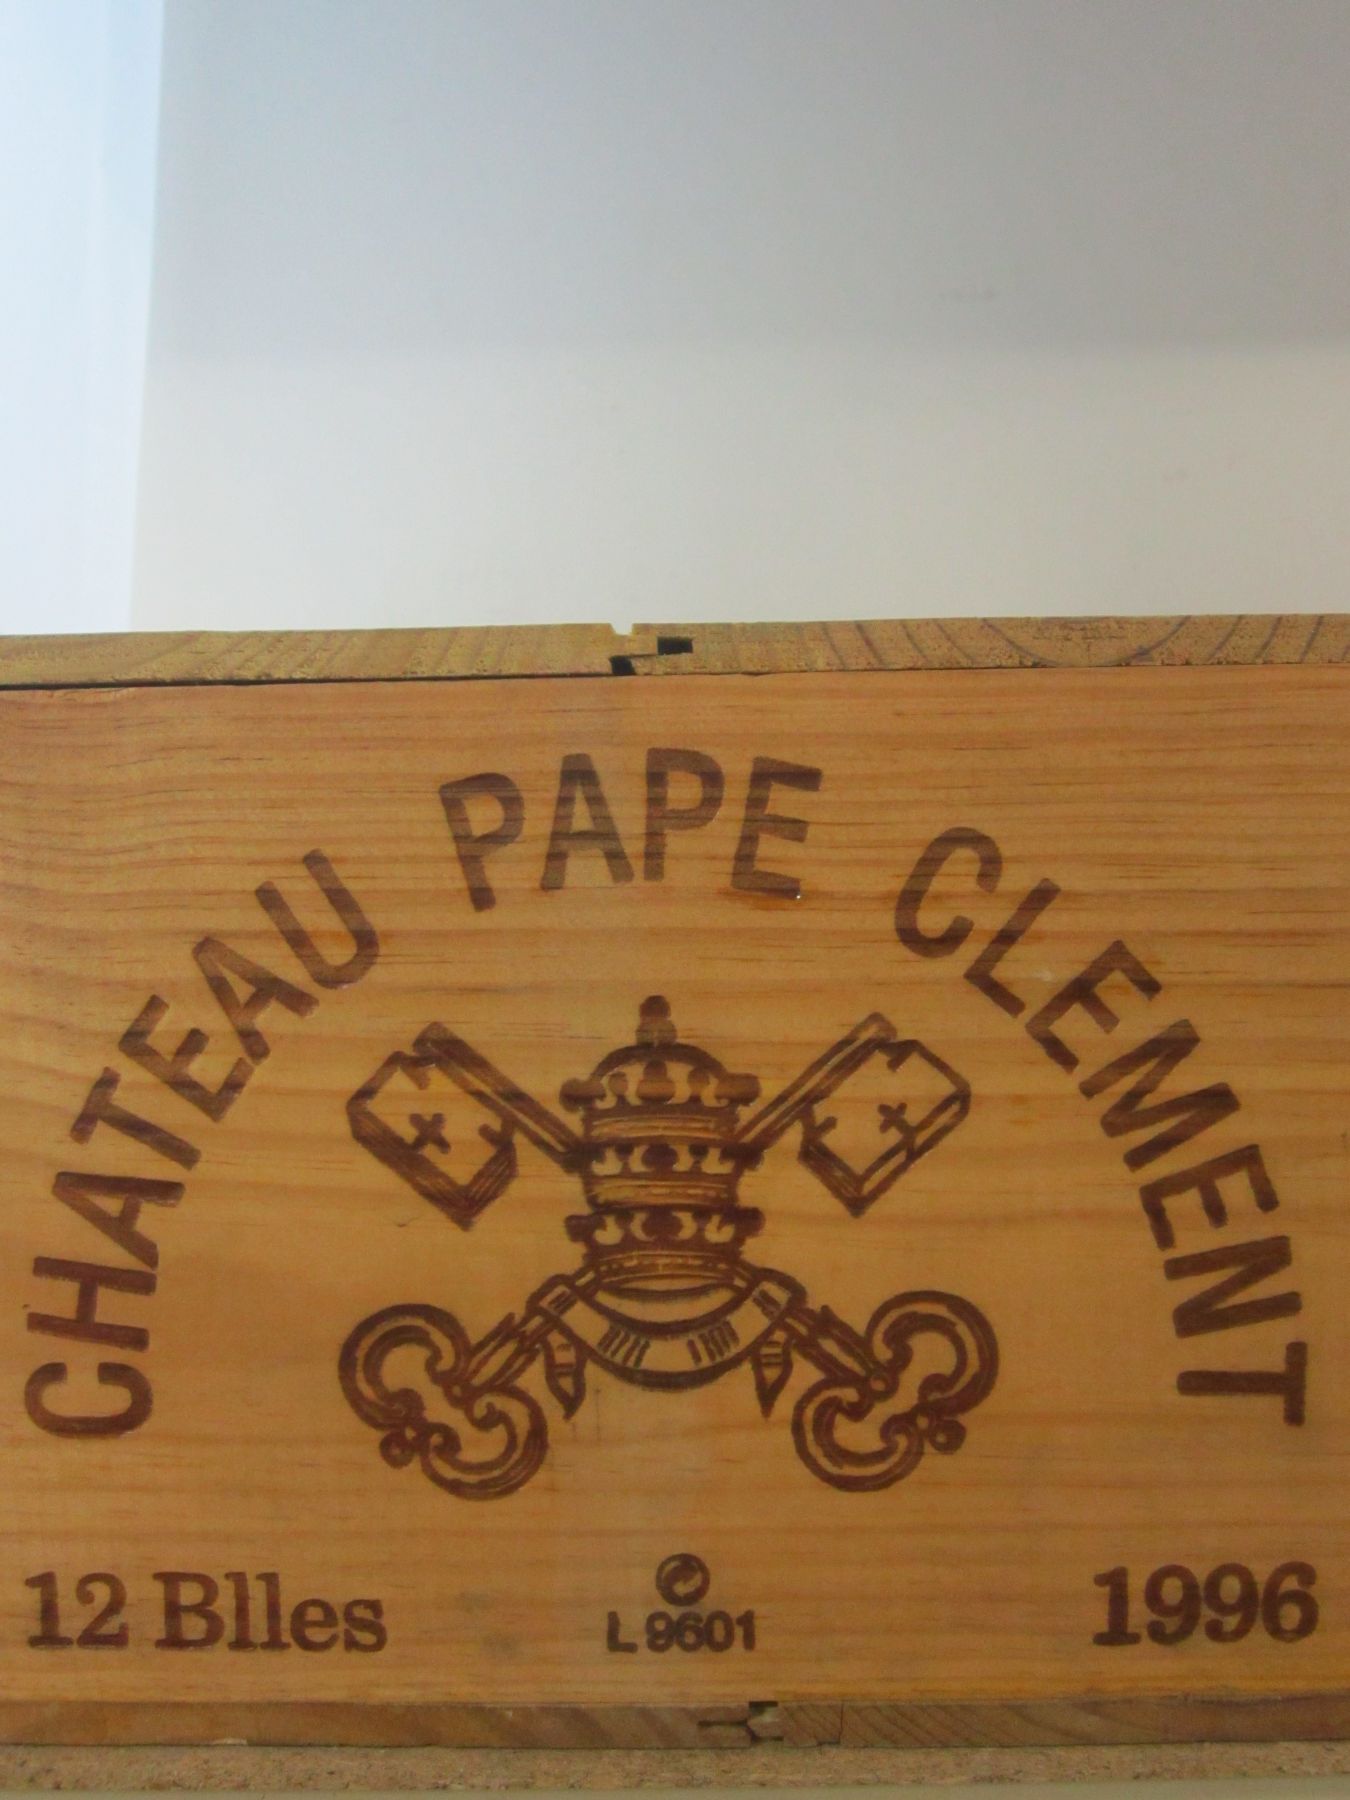 CHATEAU PAPE CLEMENT
12 Blles
L 9601
1996